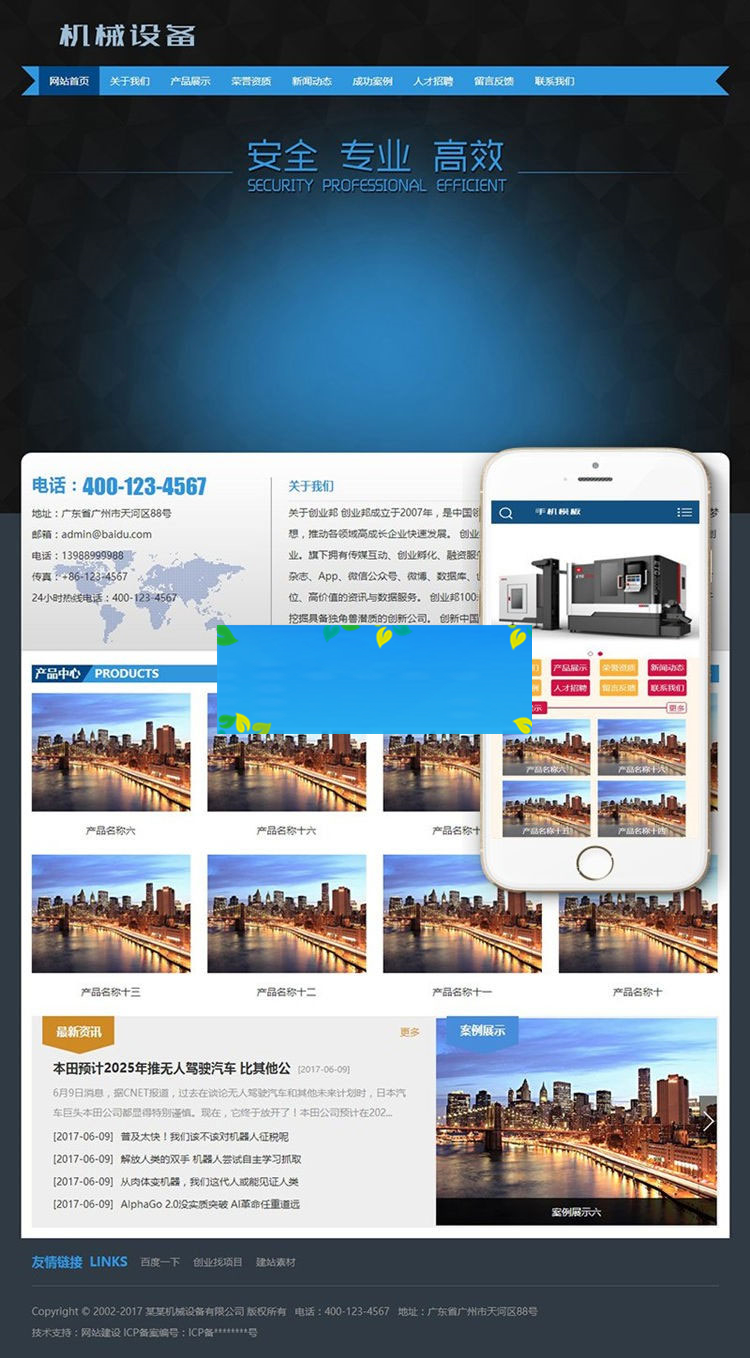 机械设备
网站首页 关于我们 产品展示 荣誉资质 新闻动态 成功案例 人才招聘 留言反馈 联系我们
安全 专业 高效
SECURITY PROFESSIONAL EFFICIENT
电话：400-123-4567
地址：广东省广州市天河区88号
邮箱：admin@baidu.com
电话：13988999988
传真：+86-123-4567
24小时热线电话：400-123-4567
关于我们
关于创业邦 创业邦成立于2007年，是中国领
梦
想，推动各领域高成长企业快速发展。 创业
创
业。旗下拥有传媒互动、创业孵化、融资服
杂志、App、微信公众号、微博、数据库、
位、高价值的资讯与数据服务。 创业邦100
挖掘具备独角兽潜质的创新公司。 创新中国
手机模板
产品展示 荣誉资质 新闻动态
人才招聘 留言反馈 联系我们
示 更多
产品名称六 产品名称十六
产品名称十五 产品名称十四
产品中心 PRODUCTS
产品名称六 产品名称十六 产品名称十
产品名称十三 产品名称十二 产品名称十一 产品名称十
最新资讯 更多
本田预计2025年推无人驾驶汽车 比其他公 [2017-06-09]
6月9日消息，据CNET报道，过去在谈论无人驾驶汽车和其他未来计划时，日本汽
车巨头本田公司都显得特别谨慎。现在，它终于放开了！本田公司预计在202...
[2017-06-09] 普及太快！我们该不该对机器人征税呢
[2017-06-09] 解放人类的双手 机器人尝试自主学习抓取
[2017-06-09] 从肉体变机器，我们这代人或能见证人类
[2017-06-09] AlphaGo 2.0没实质突破 AI革命任重道远
案例展示
案例展示六
友情链接 LINKS 百度一下 创业找项目 建站素材
Copyright © 2002-2017 某某机械设备有限公司 版权所有 电话：400-123-4567 地址：广东省广州市天河区88号
技术支持：网站建设 ICP备案编号：ICP备********号